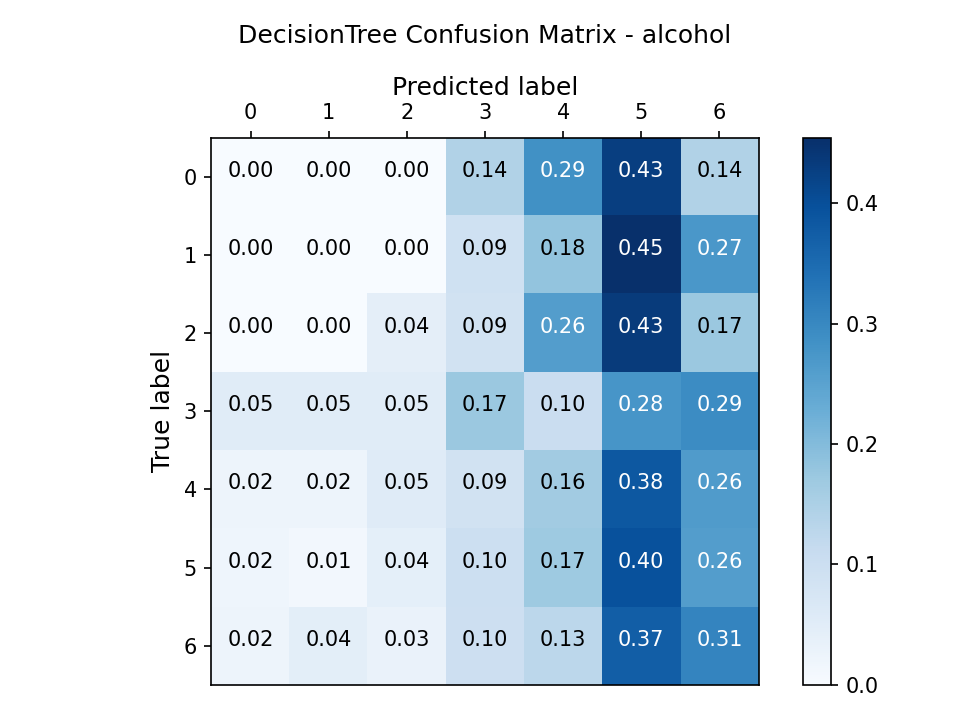 DecisionTree Confusion Matrix - alcohol
Predicted label
0 1 2 3 4 5 6
0 0.00 0.00 0.00 0.14 0.29 0.43 0.14
1 0.00 0.00 0.00 0.09 0.18 0.45 0.27
2 0.00 0.00 0.04 0.09 0.26 0.43 0.17
3 0.05 0.05 0.05 0.17 0.10 0.28 0.29
4 0.02 0.02 0.05 0.09 0.16 0.38 0.26
5 0.02 0.01 0.04 0.10 0.17 0.40 0.26
6 0.02 0.04 0.03 0.10 0.13 0.37 0.31
True label
0.4
0.3
0.2
0.1
0.0